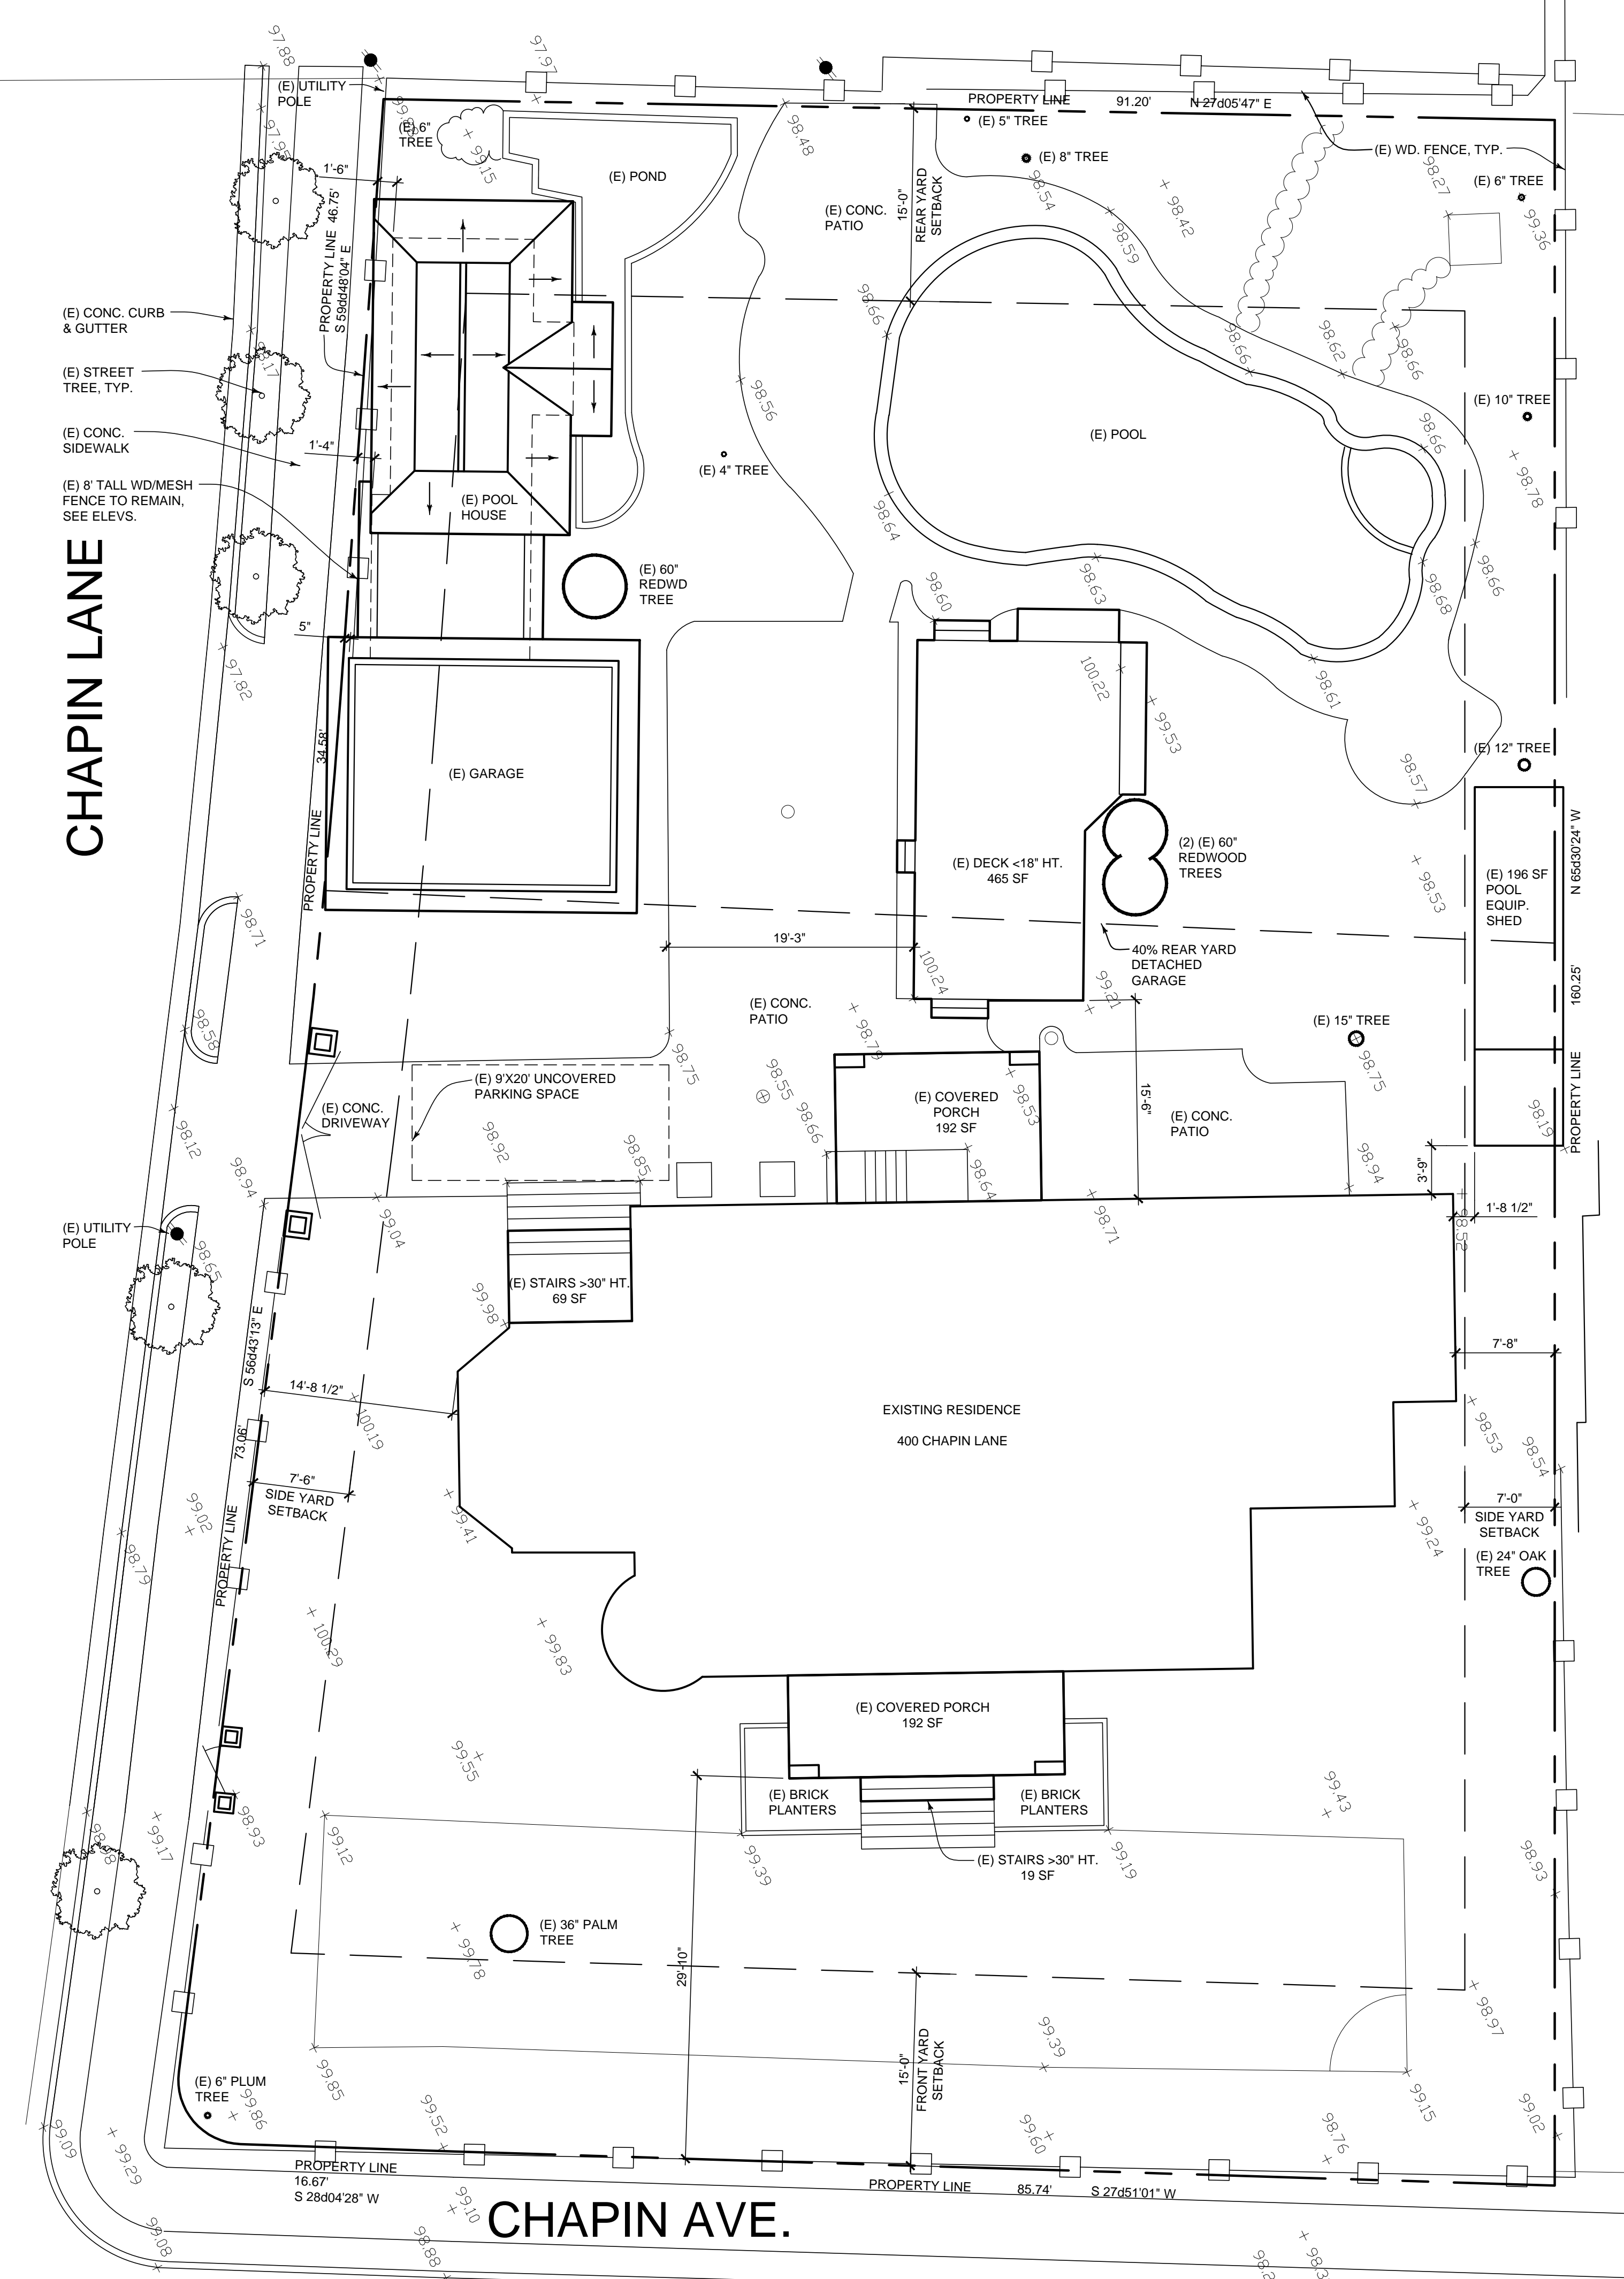 97.88
97.97
(E) UTILITY
POLE
PROPERTY LINE 91.20' N 27d05'47" E
97.95
(E) 6"
TREE
99.15
98.48
(E) 5" TREE
(E) 8" TREE
(E) WD. FENCE, TYP.
1'-6"
(E) POND
98.54
98.42
98.27
(E) 6" TREE
99.36
PROPERTY LINE 46.75'
S 59dd48'04" E
(E) CONC.
PATIO
15'-0"
REAR YARD
SETBACK
98.59
(E) CONC. CURB
& GUTTER
98.17
98.66
98.66
98.62
98.66
(E) STREET
TREE, TYP.
98.56
(E) 10" TREE
(E) CONC.
SIDEWALK
1'-4"
(E) 4" TREE
(E) POOL
98.66
98.78
(E) 8' TALL WD/MESH
FENCE TO REMAIN,
SEE ELEVS.
(E) POOL
HOUSE
98.64
CHAPIN LANE
(E) 60"
REDWD
TREE
98.60
98.63
98.68
98.66
5"
97.82
100.22
98.61
99.53
34.58'
PROPERTY LINE
(E) GARAGE
(E) 12" TREE
98.57
(E) DECK <18" HT.
465 SF
(2) (E) 60"
REDWOOD
TREES
98.53
(E) 196 SF
POOL
EQUIP.
SHED
N 65d30'24" W
160.25'
PROPERTY LINE
98.71
19'-3"
100.24
40% REAR YARD
DETACHED
GARAGE
99.21
(E) CONC.
PATIO
98.58
98.79
(E) 15" TREE
98.75
98.75
(E) 9'X20' UNCOVERED
PARKING SPACE
98.55
98.66
(E) CONC.
DRIVEWAY
(E) COVERED
PORCH
192 SF
98.53
15'-6"
(E) CONC.
PATIO
98.19
98.12
98.92
98.85
98.94
98.64
98.94
3'-9"
99.04
98.71
98.52
1'-8 1/2"
(E) UTILITY
POLE
98.65
(E) STAIRS >30" HT.
69 SF
99.98
S 56d43'13" E
73.06'
PROPERTY LINE
14'-8 1/2"
100.19
7'-8"
EXISTING RESIDENCE
400 CHAPIN LANE
98.53
98.54
7'-6"
SIDE YARD
SETBACK
99.41
7'-0"
SIDE YARD
SETBACK
99.02
99.24
98.79
(E) 24" OAK
TREE
100.29
99.83
(E) COVERED PORCH
192 SF
99.55
(E) BRICK
PLANTERS
(E) BRICK
PLANTERS
99.43
98.93
99.17
99.12
99.39
(E) STAIRS >30" HT.
19 SF
99.19
98.93
(E) 36" PALM
TREE
99.78
29'-10"
98.97
15'-0"
FRONT YARD
SETBACK
99.39
(E) 6" PLUM
TREE
99.85
99.86
99.52
99.60
98.76
99.15
99.02
99.09
99.29
PROPERTY LINE
16.67'
S 28d04'28" W
PROPERTY LINE 85.74' S 27d51'01" W
99.10
CHAPIN AVE.
99.08
98.88